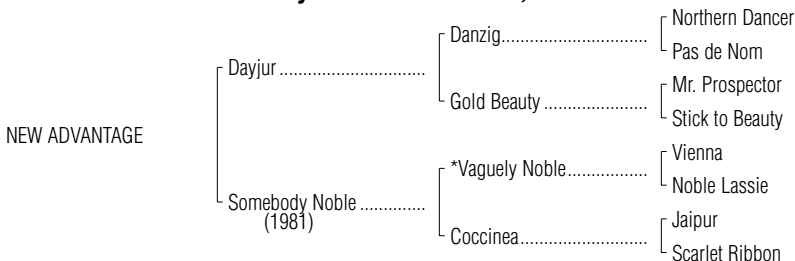 Northern Dancer
Danzig..............................
Pas de Nom
Dayjur ..............................
Mr. Prospector
Gold Beauty .....................
Stick to Beauty
NEW ADVANTAGE
Vienna
*Vaguely Noble................
Noble Lassie
Somebody Noble .............
(1981)
Jaipur
Coccinea..........................
Scarlet Ribbon